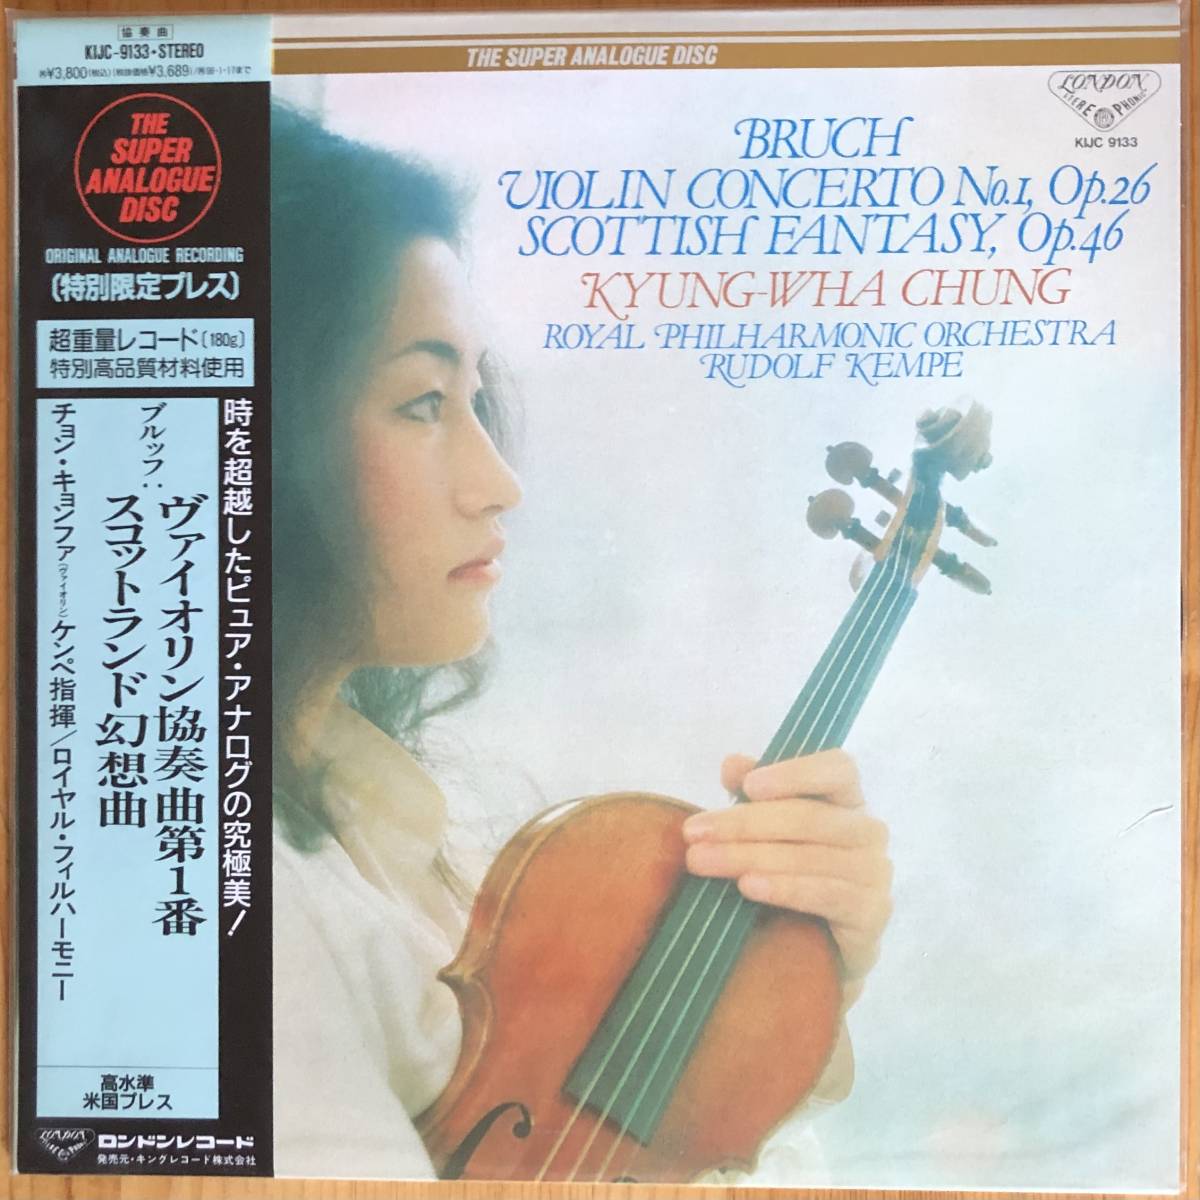 協奏曲
KIJC-9133・STEREO
THE
SUPER
ANALOGUE
DISC
ORIGINAL ANALOGUE RECORDING
〔特別限定プレス〕
超重量レコード〔180g〕
特別高品質材料使用
時を超越したピュア・アナログの究極美!
ブルッフ:
ヴァイオリン協奏曲第1番
スコットランド幻想曲
チョン・キョンファ(ヴァイオリン)ケンペ指揮/ロイヤル・フィルハーモニー
高水準
米国プレス
LONDON
ロンドンレコード
発売元・キングレコード株式会社
THE SUPER ANALOGUE DISC
LONDON
STEREOPHONIC
KIJC 9133
BRUCH
VIOLIN CONCERTO No.1, Op.26
SCOTTISH FANTASY, Op.46
KYUNG-WHA CHUNG
ROYAL PHILHARMONIC ORCHESTRA
RUDOLF KEMPE